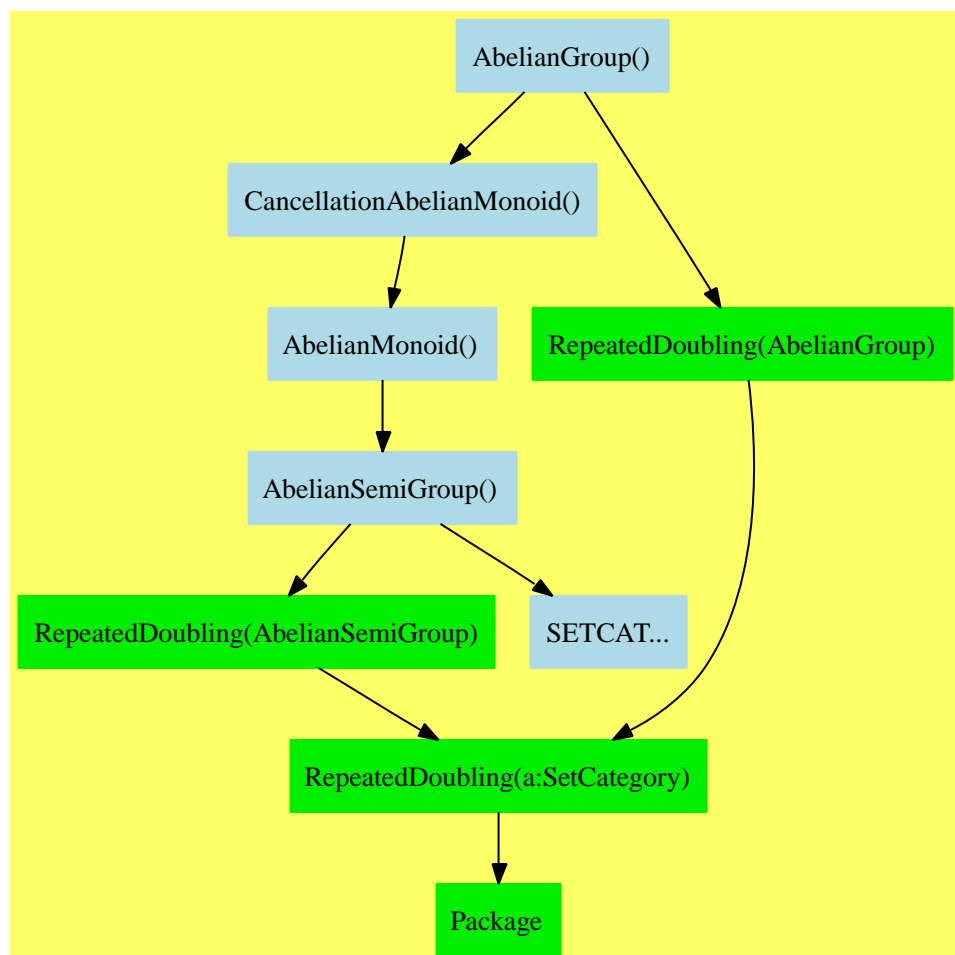 AbelianGroup()
CancellationAbelianMonoid()
AbelianMonoid()
RepeatedDoubling(AbelianGroup)
AbelianSemiGroup()
RepeatedDoubling(AbelianSemiGroup)
SETCAT...
RepeatedDoubling(a:SetCategory)
Package